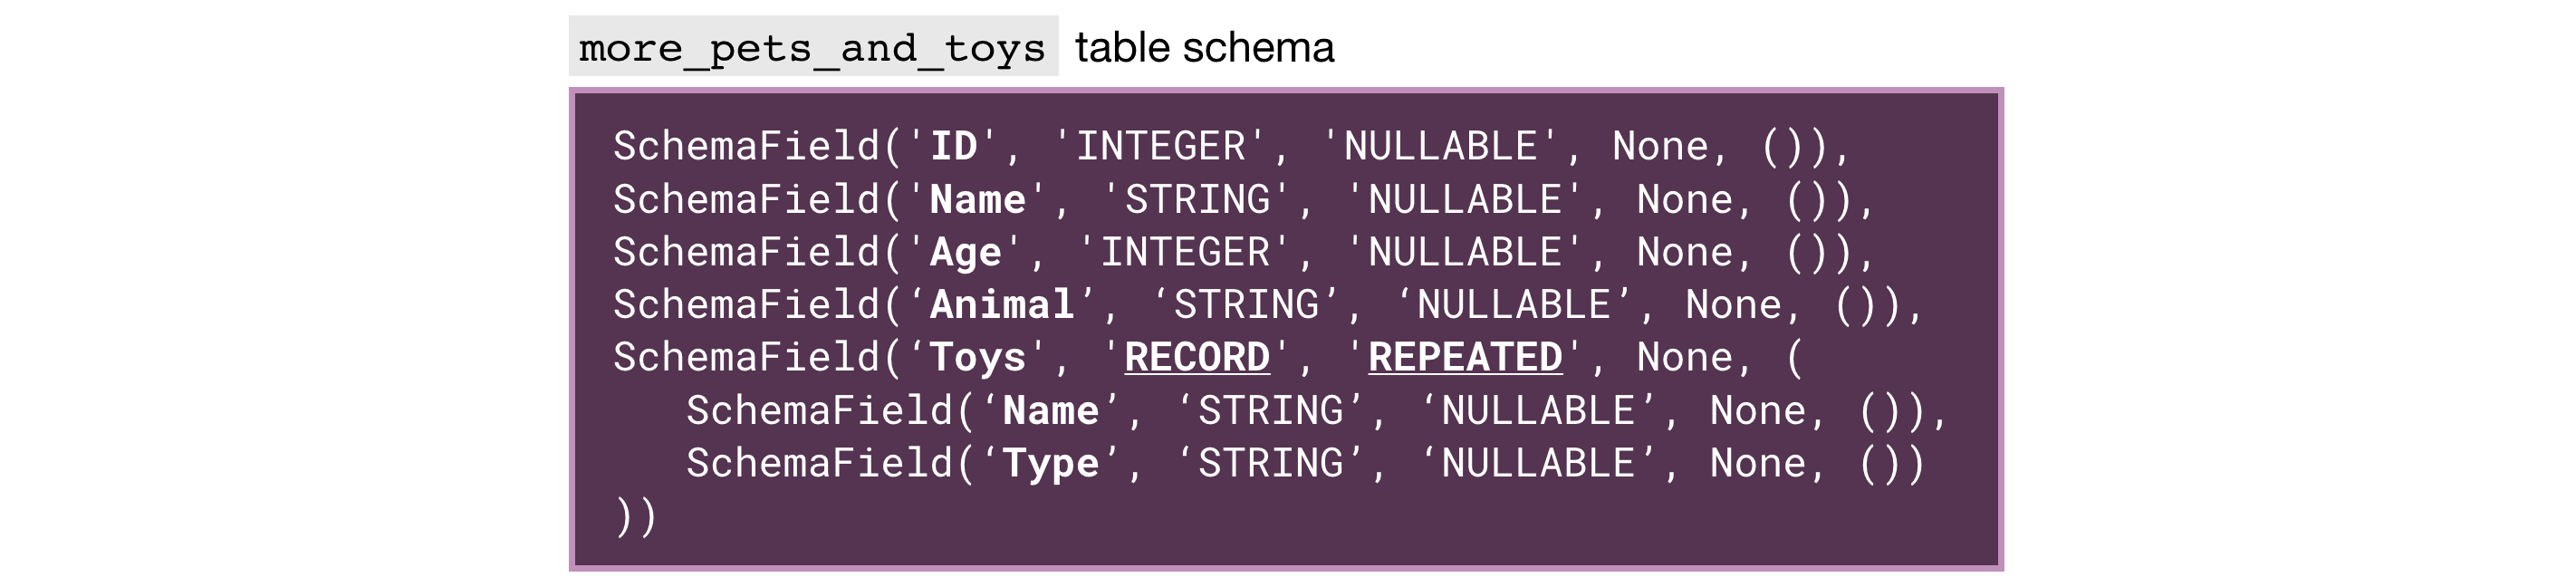 more_pets_and_toys table schema
SchemaField('ID', 'INTEGER', 'NULLABLE', None, ()),
SchemaField('Name', 'STRING', 'NULLABLE', None, ()),
SchemaField('Age', 'INTEGER', 'NULLABLE', None, ()),
SchemaField(‘Animal’, ‘STRING’, ‘NULLABLE’, None, ()),
SchemaField(‘Toys', 'RECORD', 'REPEATED', None, (
SchemaField(‘Name’, ‘STRING’, ‘NULLABLE’, None, ()),
SchemaField(‘Type’, ‘STRING’, ‘NULLABLE’, None, ())
))